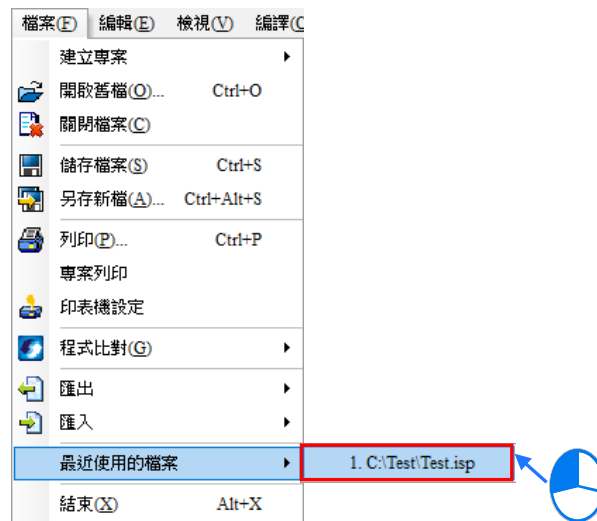 檔案(F) 編輯(E) 檢視(V) 編譯(C
建立專案
開啟舊檔(O)... Ctrl+O
關閉檔案(C)
儲存檔案(S) Ctrl+S
另存新檔(A)... Ctrl+Alt+S
列印(P)... Ctrl+P
專案列印
印表機設定
程式比對(G)
匯出
匯入
最近使用的檔案 1. C:\Test\Test.isp
結束(X) Alt+X